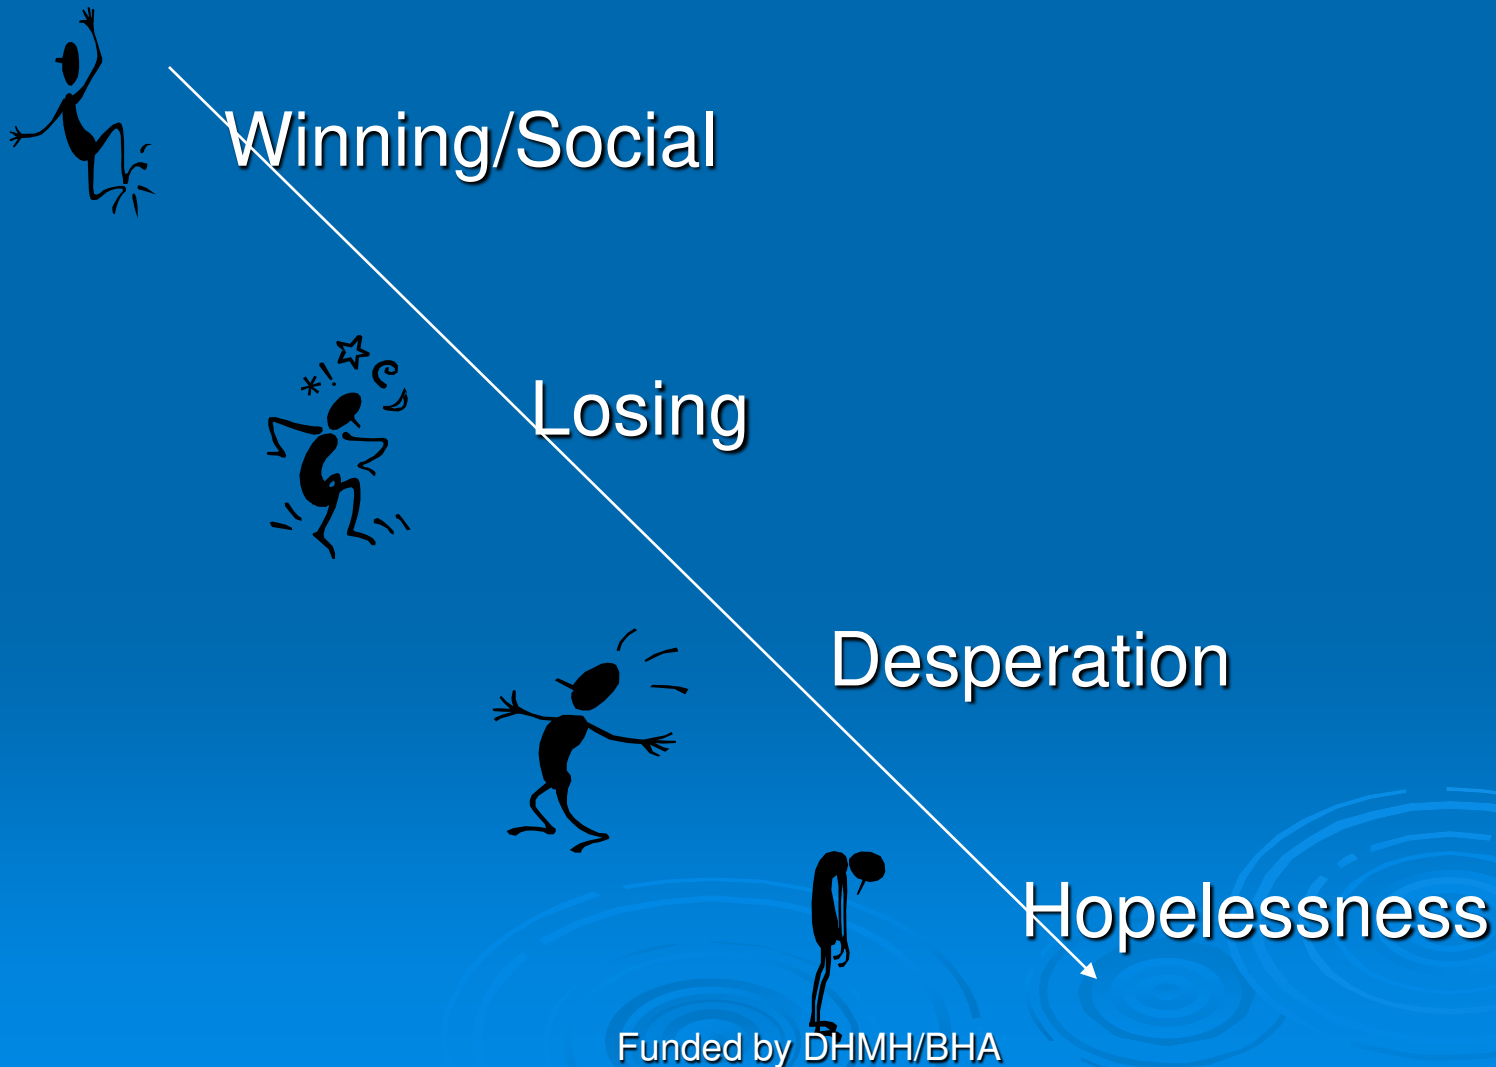 Winning/Social
Losing
Desperation
Hopelessness
Funded by DHMH/BHA